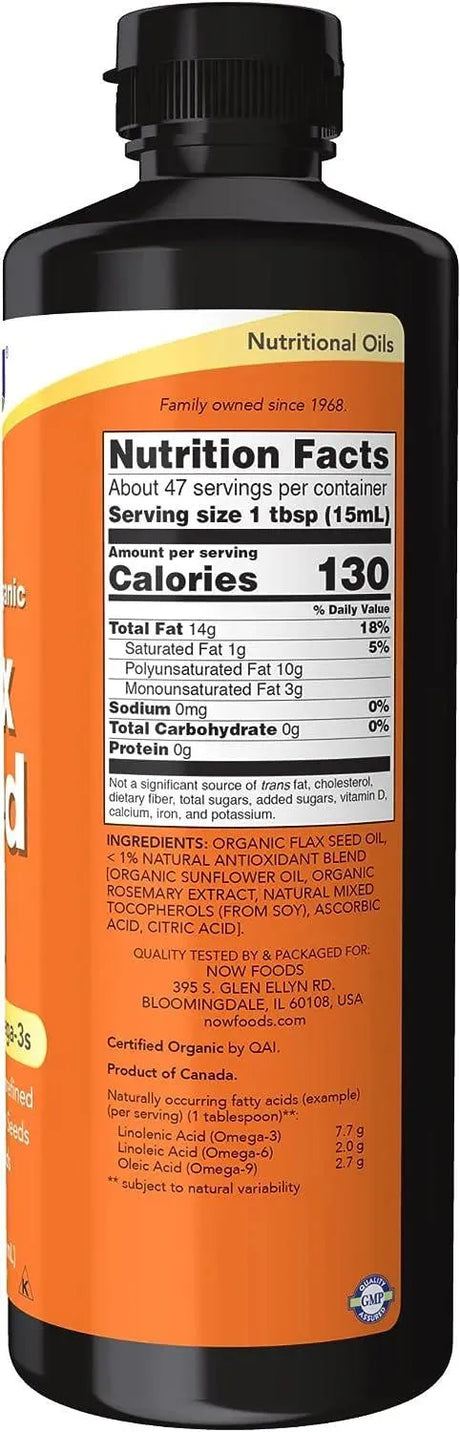 Nutritional Oils
Family owned since 1968.
Nutrition Facts
About 47 servings per container
Serving size 1 tbsp (15mL)
Amount per serving
Calories 130
% Daily Value
Total Fat 14g 18%
Saturated Fat 1g 5%
Polyunsaturated Fat 10g
Monounsaturated Fat 3g
Sodium 0mg 0%
Total Carbohydrate 0g 0%
Protein 0g
Not a significant source of trans fat, cholesterol,
dietary fiber, total sugars, added sugars, vitamin D,
calcium, iron, and potassium.
INGREDIENTS: ORGANIC FLAX SEED OIL,
< 1% NATURAL ANTIOXIDANT BLEND
[ORGANIC SUNFLOWER OIL, ORGANIC
ROSEMARY EXTRACT, NATURAL MIXED
TOCOPHEROLS (FROM SOY), ASCORBIC
ACID, CITRIC ACID].
QUALITY TESTED BY & PACKAGED FOR:
NOW FOODS
395 S. GLEN ELLYN RD.
BLOOMINGDALE, IL 60108, USA
nowfoods.com
Certified Organic by QAI.
Product of Canada.
Naturally occurring fatty acids (example)
(per serving) (1 tablespoon)**:
Linolenic Acid (Omega-3) 7.7 g
Linoleic Acid (Omega-6) 2.0 g
Oleic Acid (Omega-9) 2.7 g
** subject to natural variability
QUALITY
GMP
ASSURED
K